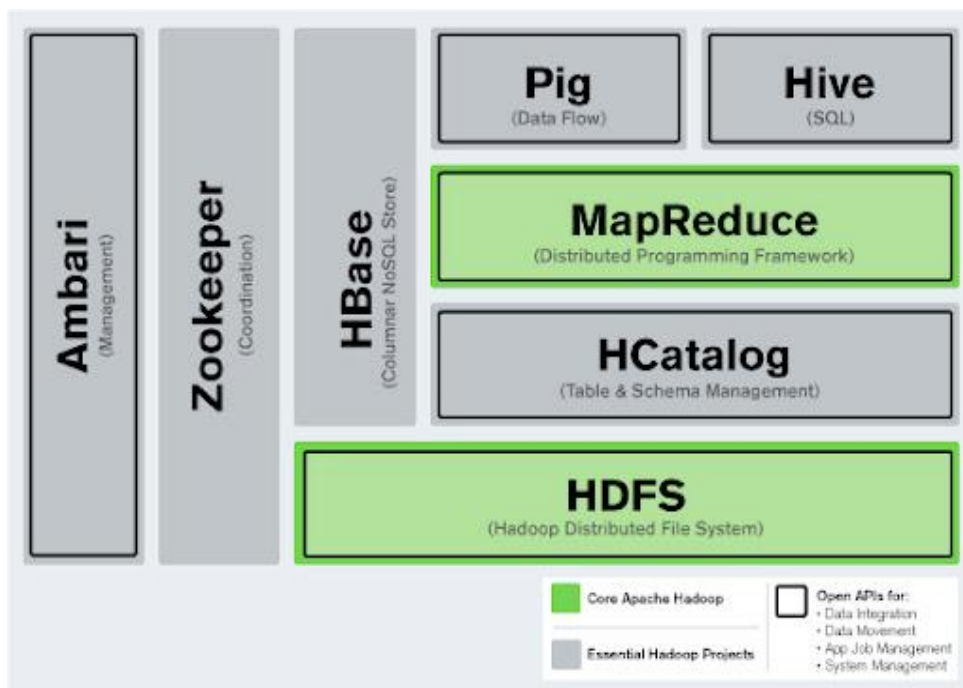 Ambari
(Management)
Zookeeper
(Coordination)
HBase
(Columnar NoSQL Store)
Pig
(Data Flow)
Hive
(SQL)
MapReduce
(Distributed Programming Framework)
HCatalog
(Table & Schema Management)
HDFS
(Hadoop Distributed File System)
Core Apache Hadoop
Essential Hadoop Projects
Open APIs for:
• Data Integration
• Data Movement
• App Job Management
• System Management